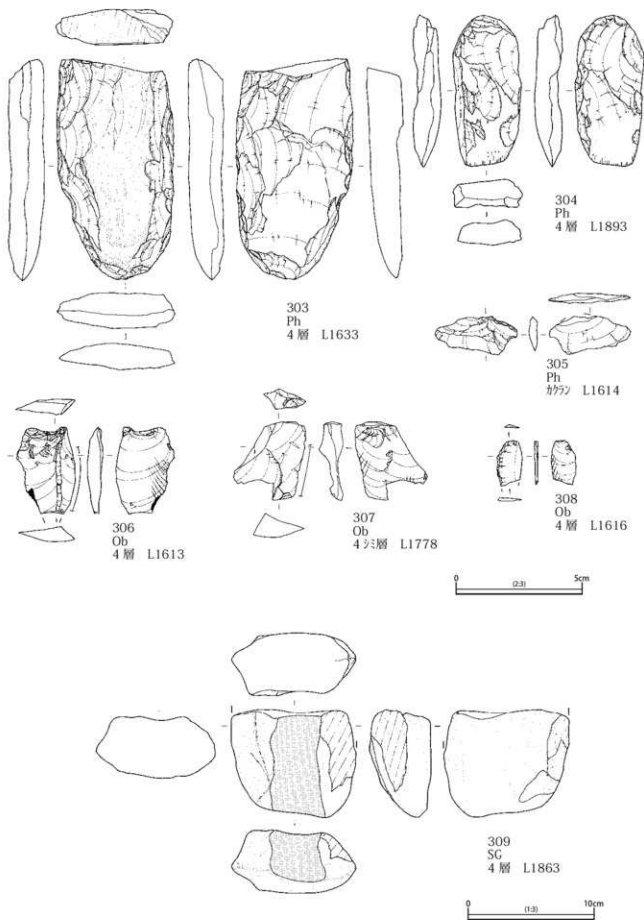 303
Ph
4層 L1633
304
Ph
4層 L1893
305
Ph
カクラン L1614
306
Ob
4層 L1613
307
Ob
4シミ層 L1778
308
Ob
4層 L1616
0 (2:3) 5cm
309
SG
4層 L1863
0 (1:3) 10cm